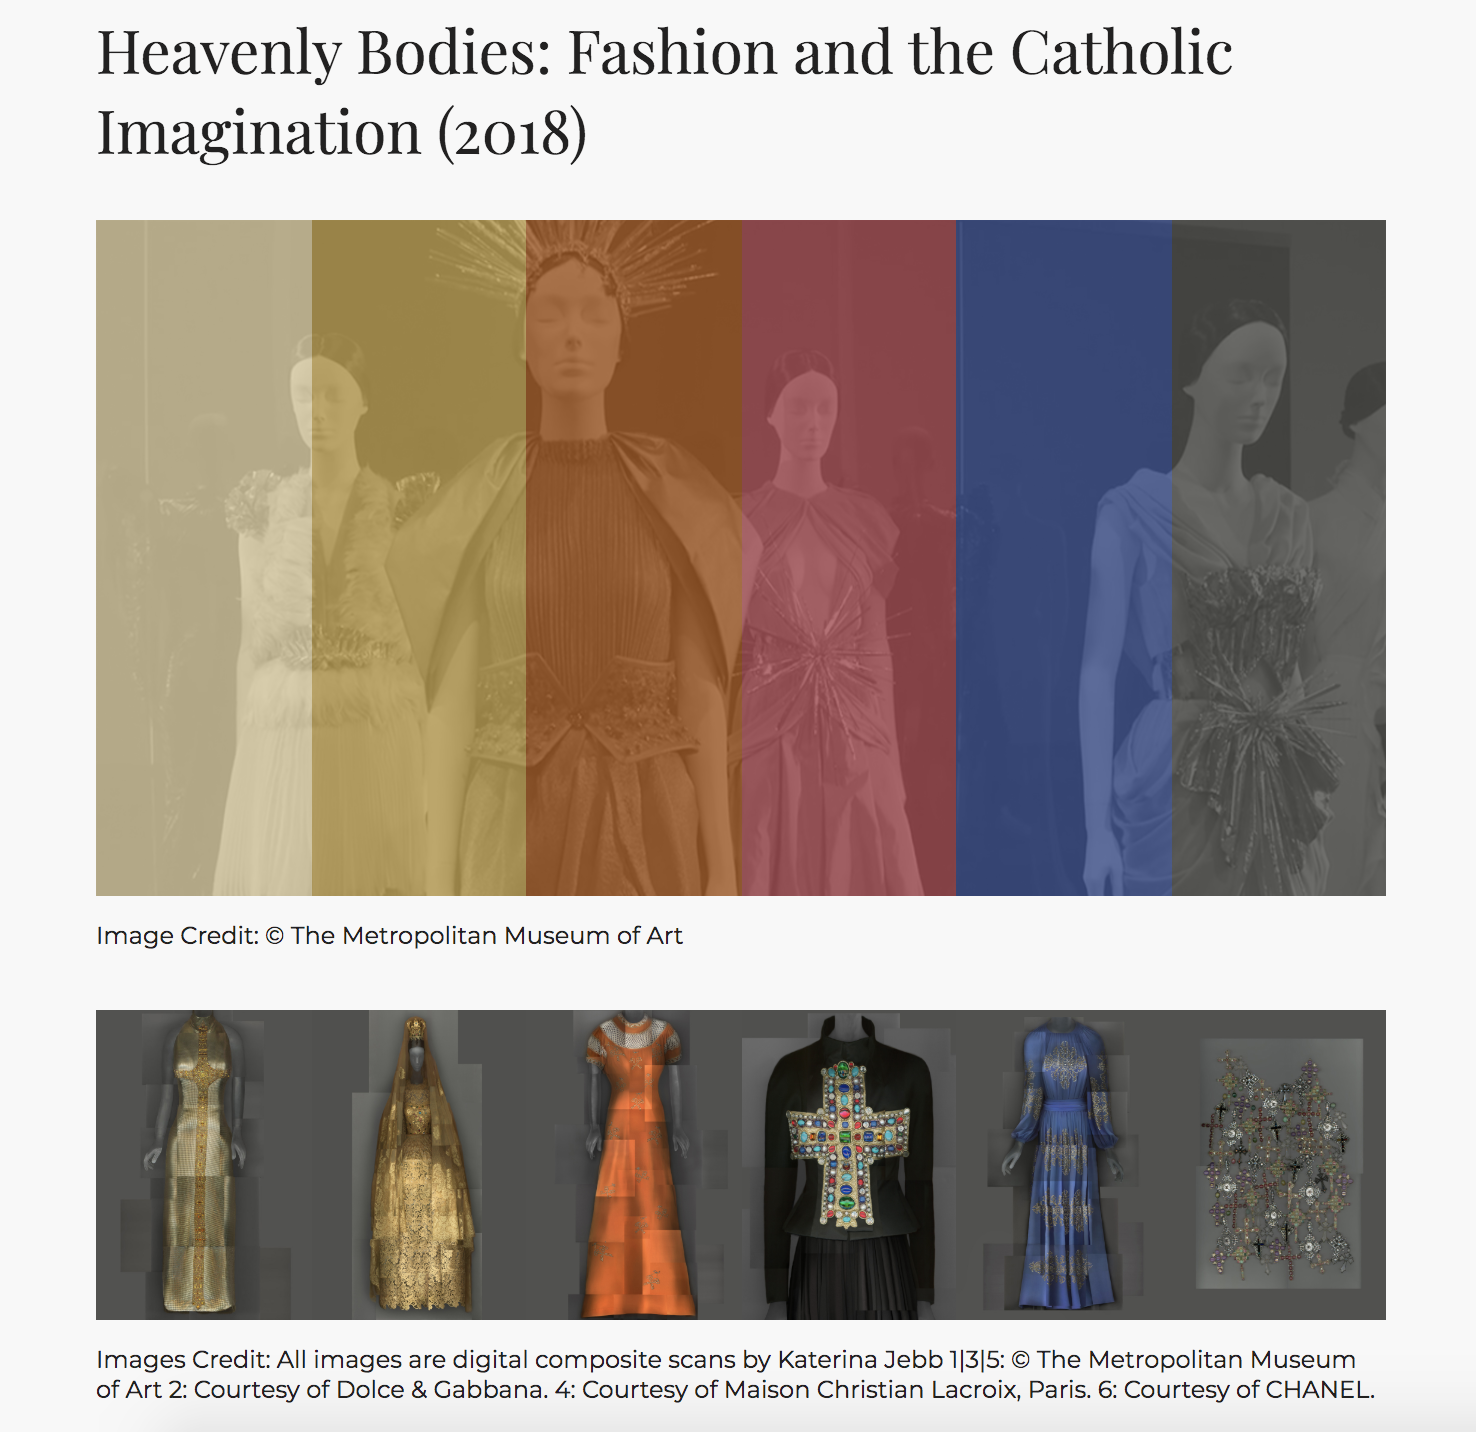 Heavenly Bodies: Fashion and the Catholic
Imagination (2018)
Image Credit: © The Metropolitan Museum of Art
Images Credit: All images are digital composite scans by Katerina Jebb 1|3|5: © The Metropolitan Museum
of Art 2: Courtesy of Dolce & Gabbana. 4: Courtesy of Maison Christian Lacroix, Paris. 6: Courtesy of CHANEL.